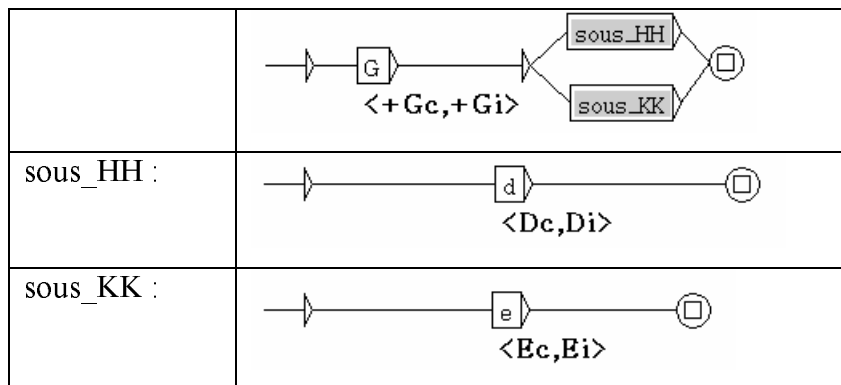 sous_HH
G
<+Gc,+Gi>
sous_KK
sous_HH :
d
<Dc,Di>
sous_KK :
e
<Ec,Ei>